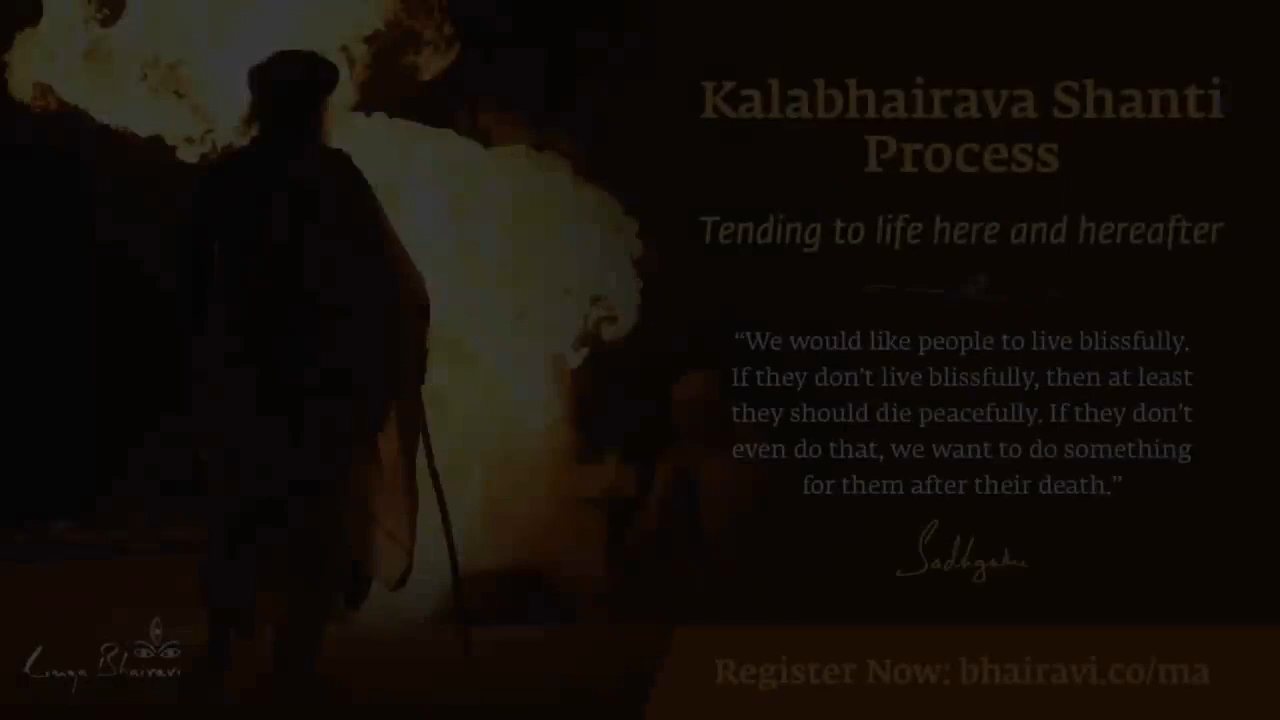 Kalabhairava Shanti
Process
Tending to life here and hereafter
“We would like people to live blissfully.
If they don't live blissfully, then at least
they should die peacefully. If they don't
even do that, we want to do something
for them after their death.”
Sadhguru
Linga Bhairavi
Register Now: bhairavi.co/ma